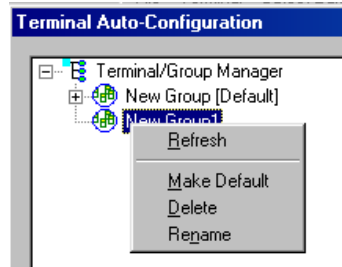 Terminal Auto-Configuration
Terminal/Group Manager
New Group [Default]
New Group1
Refresh
Make Default
Delete
Rename